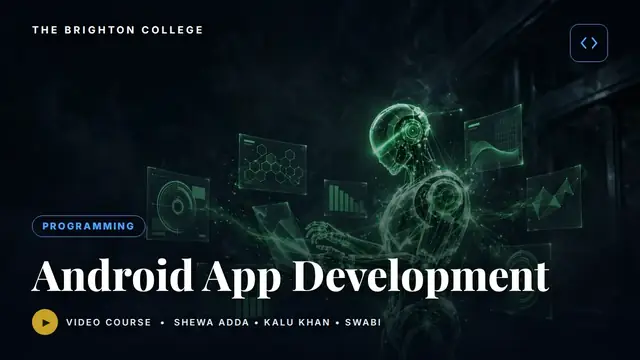 THE BRIGHTON COLLEGE
PROGRAMMING
Android App Development
VIDEO COURSE • SHEWA ADDA • KALU KHAN • SWABI